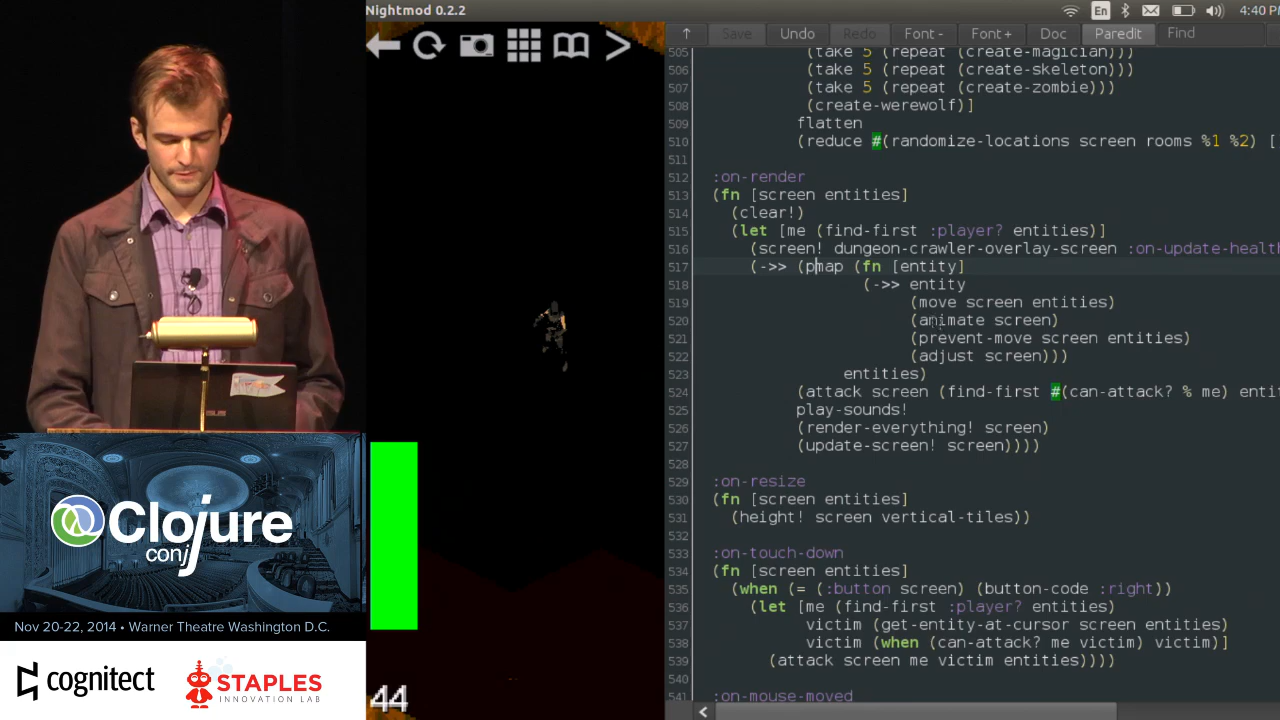 Nightmod 0.2.2
En
4:40 P
44
↑ Save Undo Redo Font - Font + Doc Paredit Find
505 (take 5 (repeat (create-magician)))
506 (take 5 (repeat (create-skeleton)))
507 (take 5 (repeat (create-zombie)))
508 (create-werewolf)]
509 flatten
510 (reduce #(randomize-locations screen rooms %1 %2) [
511
512 :on-render
513 (fn [screen entities]
514 (clear!)
515 (let [me (find-first :player? entities)]
516 (screen! dungeon-crawler-overlay-screen :on-update-health
517 (->> (pmap (fn [entity]
518 (->> entity
519 (move screen entities)
520 (animate screen)
521 (prevent-move screen entities)
522 (adjust screen)))
523 entities)
524 (attack screen (find-first #(can-attack? % me) enti
525 play-sounds!
526 (render-everything! screen)
527 (update-screen! screen))))
528
529 :on-resize
530 (fn [screen entities]
531 (height! screen vertical-tiles))
532
533 :on-touch-down
534 (fn [screen entities]
535 (when (= (:button screen) (button-code :right))
536 (let [me (find-first :player? entities)
537 victim (get-entity-at-cursor screen entities)
538 victim (when (can-attack? me victim) victim)]
539 (attack screen me victim entities))))
540
541 :on-mouse-moved
ASUS
Clojure
conj
Nov 20-22, 2014 • Warner Theatre Washington D.C.
cognitect
STAPLES
INNOVATION LAB